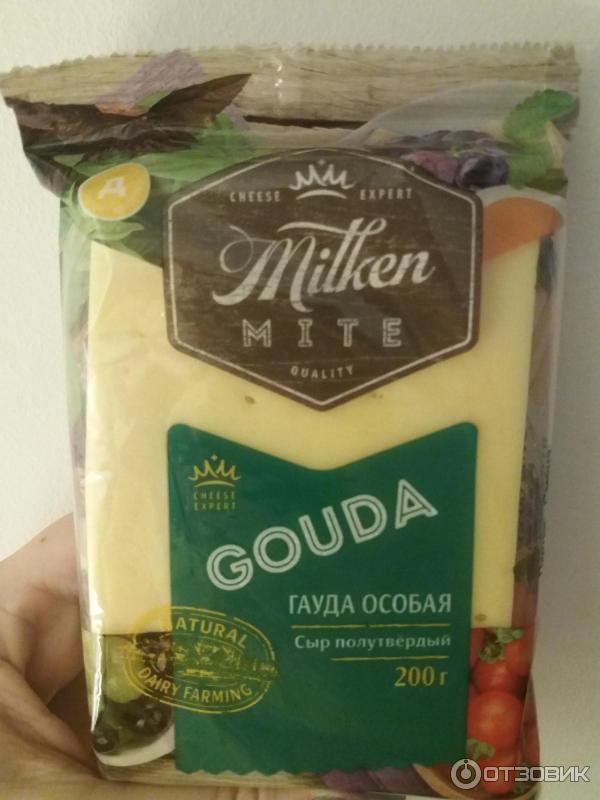 Д
CHEESE EXPERT
Milken
MITE
QUALITY
CHEESE
EXPERT
GOUDA
ГАУДА ОСОБАЯ
Сыр полутвёрдый
200 г
NATURAL
DAIRY FARMING
ОТЗОВИК